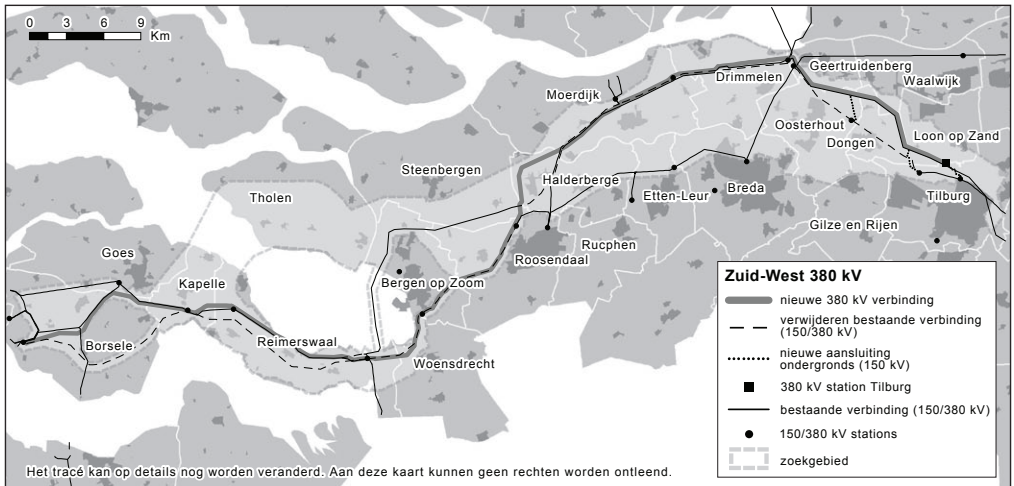 0 3 6 9
Km
Geertruidenberg
Drimmelen
Waalwijk
Moerdijk
Oosterhout
Loon op Zand
Dongen
Steenbergen
Halderberge
Etten-Leur
Breda
Tilburg
Tholen
Gilze en Rijen
Rucphen
Goes
Roosendaal
Kapelle
Bergen op Zoom
Borsele
Reimerswaal
Woensdrecht
Zuid-West 380 kV
nieuwe 380 kV verbinding
verwijderen bestaande verbinding
(150/380 kV)
nieuwe aansluiting
ondergronds (150 kV)
380 kV station Tilburg
bestaande verbinding (150/380 kV)
150/380 kV stations
zoekgebied
Het tracé kan op details nog worden veranderd. Aan deze kaart kunnen geen rechten worden ontleend.